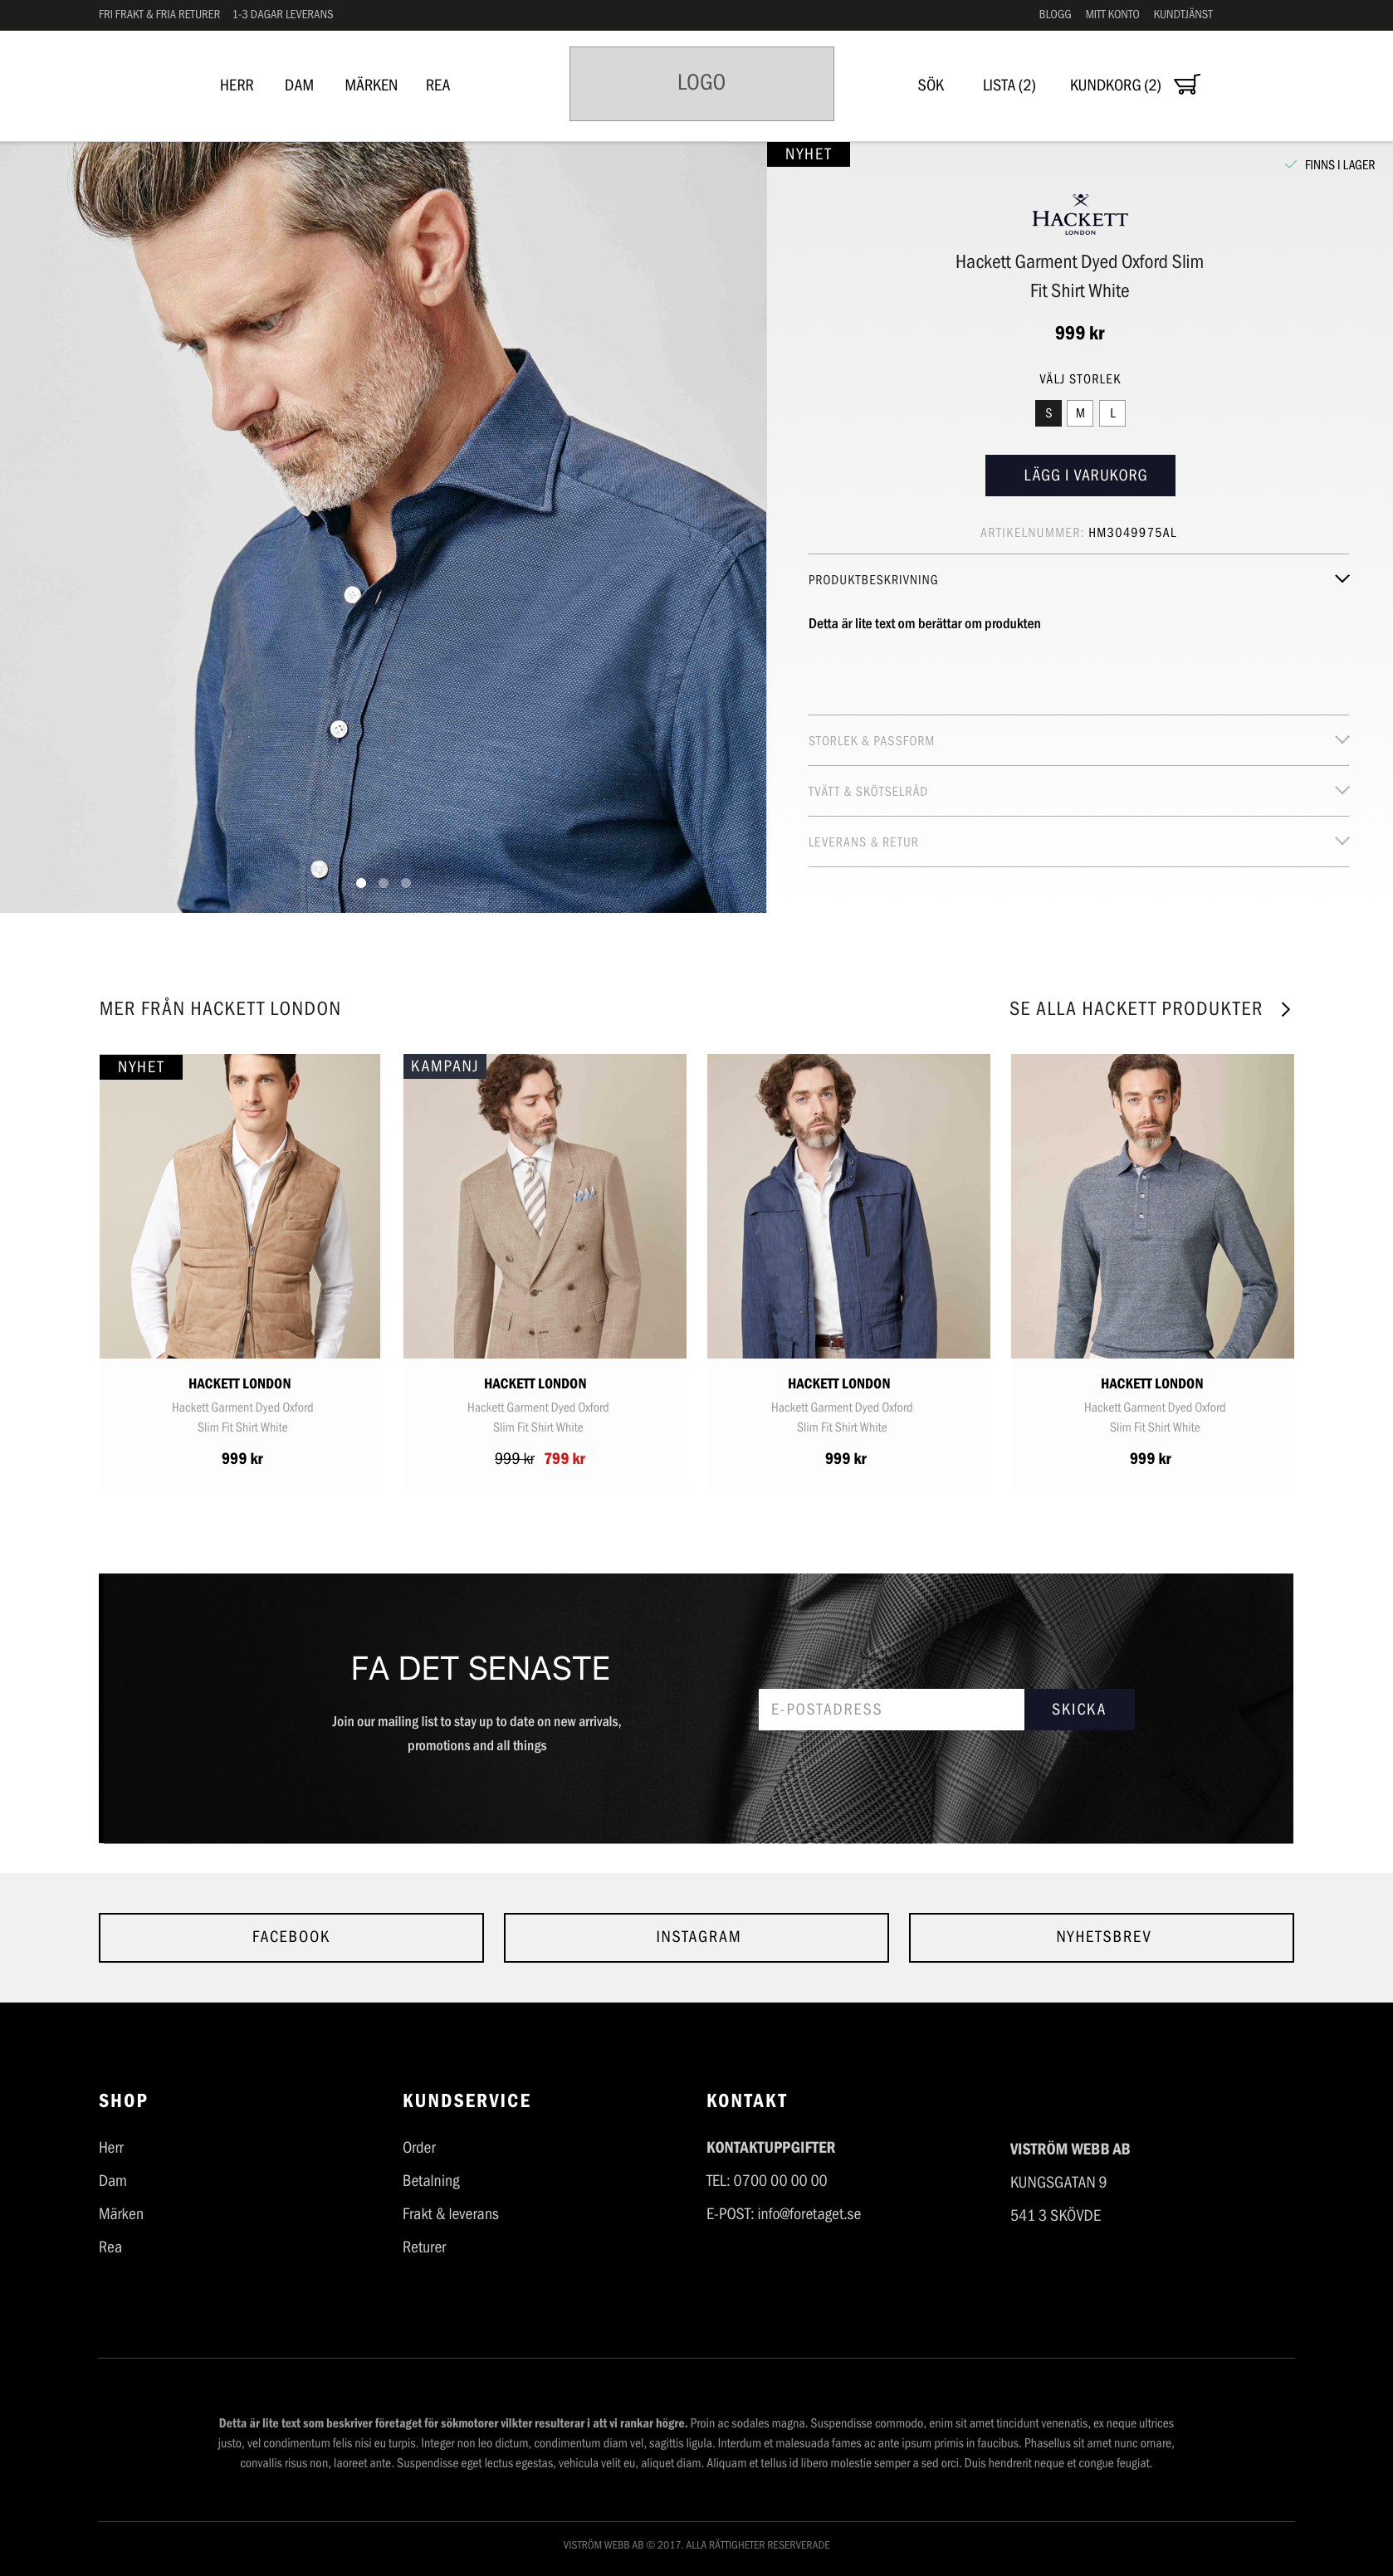 FRI FRAKT & FRIA RETURER 1-3 DAGAR LEVERANS
BLOGG MITT KONTO KUNDTJÄNST
HERR DAM MÄRKEN REA
LOGO
SÖK LISTA (2) KUNDKORG (2)
NYHET
FINNS I LAGER
HACKETT
LONDON
Hackett Garment Dyed Oxford Slim
Fit Shirt White
999 kr
VÄLJ STORLEK
S M L
LÄGG I VARUKORG
ARTIKELNUMMER: HM3049975AL
PRODUKTBESKRIVNING
Detta är lite text om berättar om produkten
STORLEK & PASSFORM
TVÄTT & SKÖTSELRÅD
LEVERANS & RETUR
MER FRÅN HACKETT LONDON
SE ALLA HACKETT PRODUKTER
NYHET
HACKETT LONDON
Hackett Garment Dyed Oxford
Slim Fit Shirt White
999 kr
KAMPANJ
HACKETT LONDON
Hackett Garment Dyed Oxford
Slim Fit Shirt White
999 kr 799 kr
HACKETT LONDON
Hackett Garment Dyed Oxford
Slim Fit Shirt White
999 kr
HACKETT LONDON
Hackett Garment Dyed Oxford
Slim Fit Shirt White
999 kr
FA DET SENASTE
Join our mailing list to stay up to date on new arrivals,
promotions and all things
E-POSTADRESS
SKICKA
FACEBOOK
INSTAGRAM
NYHETSBREV
SHOP
Herr
Dam
Märken
Rea
KUNDSERVICE
Order
Betalning
Frakt & leverans
Returer
KONTAKT
KONTAKTUPPGIFTER
TEL: 0700 00 00 00
E-POST: info@foretaget.se
VISTRÖM WEBB AB
KUNGSGATAN 9
541 3 SKÖVDE
Detta är lite text som beskriver företaget för sökmotorer vilkter resulterar i att vi rankar högre. Proin ac sodales magna. Suspendisse commodo, enim sit amet tincidunt venenatis, ex neque ultrices
justo, vel condimentum felis nisi eu turpis. Integer non leo dictum, condimentum diam vel, sagittis ligula. Interdum et malesuada fames ac ante ipsum primis in faucibus. Phasellus sit amet nunc ornare,
convallis risus non, laoreet ante. Suspendisse eget lectus egestas, vehicula velit eu, aliquet diam. Aliquam et tellus id libero molestie semper a sed orci. Duis hendrerit neque et congue feugiat.
VISTRÖM WEBB AB © 2017. ALLA RÄTTIGHETER RESERVERADE